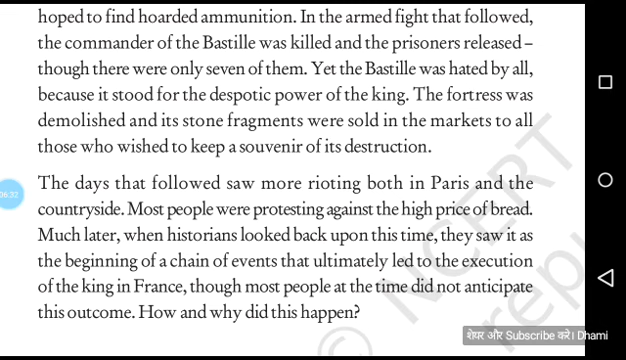 hoped to find hoarded ammunition. In the armed fight that followed,
the commander of the Bastille was killed and the prisoners released –
though there were only seven of them. Yet the Bastille was hated by all,
because it stood for the despotic power of the king. The fortress was
demolished and its stone fragments were sold in the markets to all
those who wished to keep a souvenir of its destruction.
The days that followed saw more rioting both in Paris and the
countryside. Most people were protesting against the high price of bread.
Much later, when historians looked back upon this time, they saw it as
the beginning of a chain of events that ultimately led to the execution
of the king in France, though most people at the time did not anticipate
this outcome. How and why did this happen?
© NCERT
repu
शेयर और Subscribe करे। Dhami